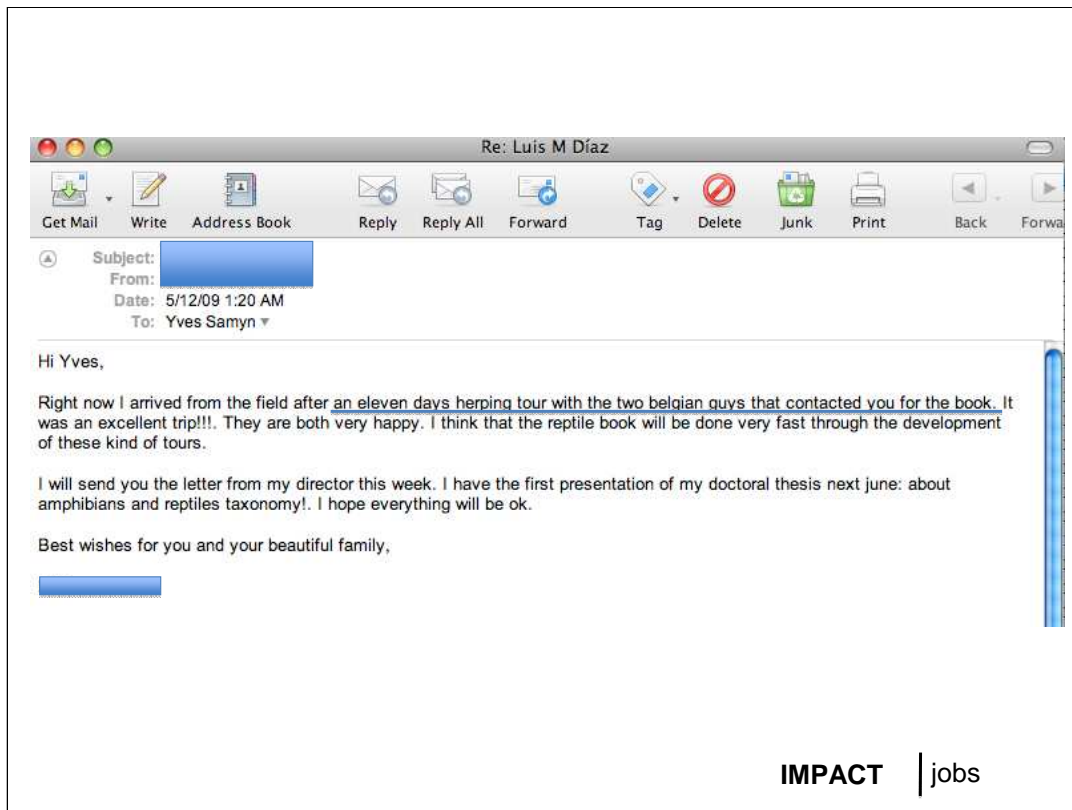 Re: Luis M Díaz
Get Mail Write Address Book Reply Reply All Forward Tag Delete Junk Print Back Forwa
Subject:
From:
Date: 5/12/09 1:20 AM
To: Yves Samyn
Hi Yves,
Right now I arrived from the field after an eleven days herping tour with the two belgian guys that contacted you for the book. It
was an excellent trip!!!. They are both very happy. I think that the reptile book will be done very fast through the development
of these kind of tours.
I will send you the letter from my director this week. I have the first presentation of my doctoral thesis next june: about
amphibians and reptiles taxonomy!. I hope everything will be ok.
Best wishes for you and your beautiful family,
IMPACT jobs